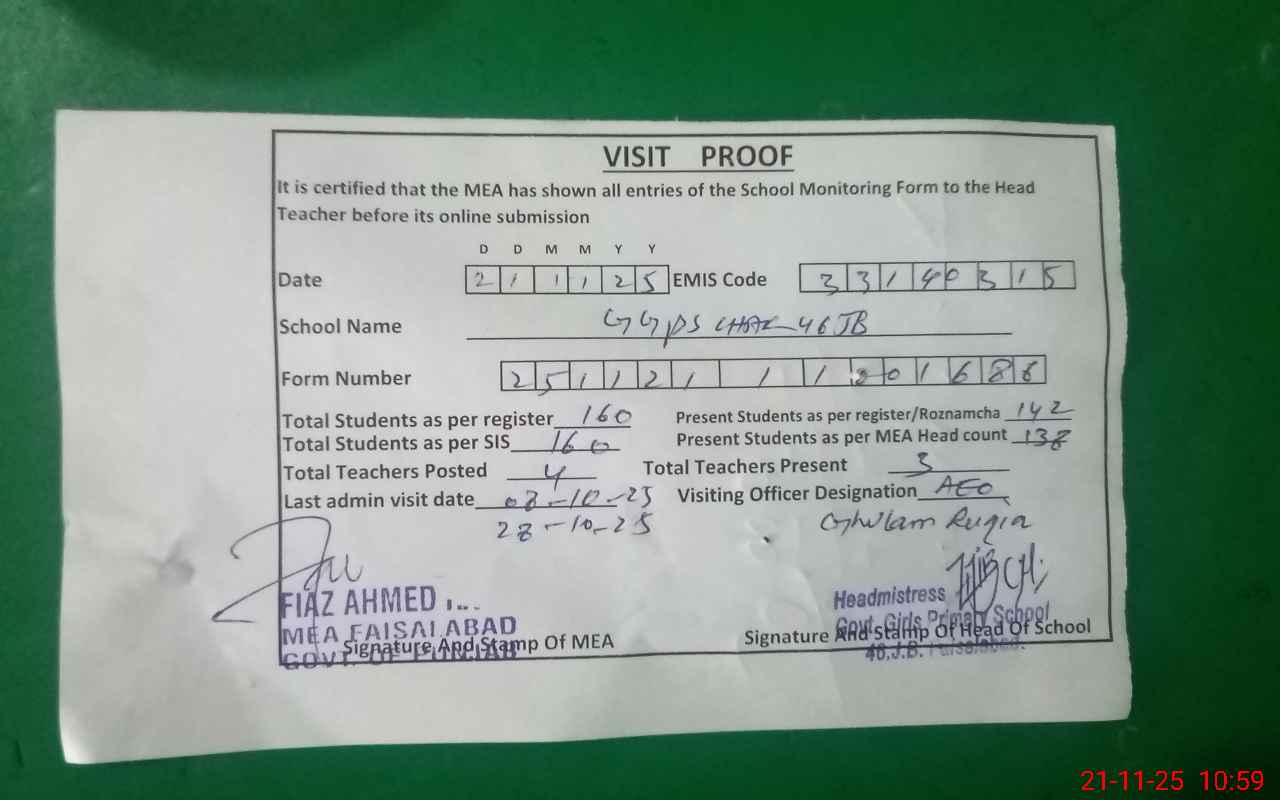 VISIT PROOF
It is certified that the MEA has shown all entries of the School Monitoring Form to the Head
Teacher before its online submission
D D M M Y Y
Date 2 1 1 1 2 5 EMIS Code 3 3 1 4 0 3 1 5
School Name GGPS CHAK 46 JB
Form Number 2 5 1 1 2 1 1 1 2 0 1 6 8 6
Total Students as per register 160 Present Students as per register/Roznamcha 142
Total Students as per SIS 160 Present Students as per MEA Head count 138
Total Teachers Posted 4 Total Teachers Present 3
Last admin visit date 08-10-25 Visiting Officer Designation AEO
28-10-25 Ghulam Ruqia
FIAZ AHMED
MEA FAISALABAD
GOVT. OF PUNJAB
Signature And Stamp Of MEA
Headmistress
Govt. Girls Primary School
46,J.B. Faisalabad.
Signature And Stamp Of Head Of School
21-11-25 10:59